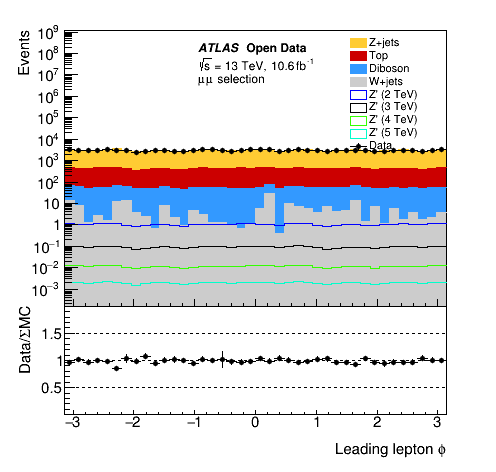 Events
10⁹
10⁸
10⁷
10⁶
10⁵
10⁴
10³
10²
10
1
10⁻¹
10⁻²
10⁻³
ATLAS Open Data
√s = 13 TeV, 10.6 fb⁻¹
μμ selection
Z+jets
Top
Diboson
W+jets
Z' (2 TeV)
Z' (3 TeV)
Z' (4 TeV)
Z' (5 TeV)
Data
Data/ΣMC
1.5
1
0.5
−3 −2 −1 0 1 2 3
Leading lepton ϕ